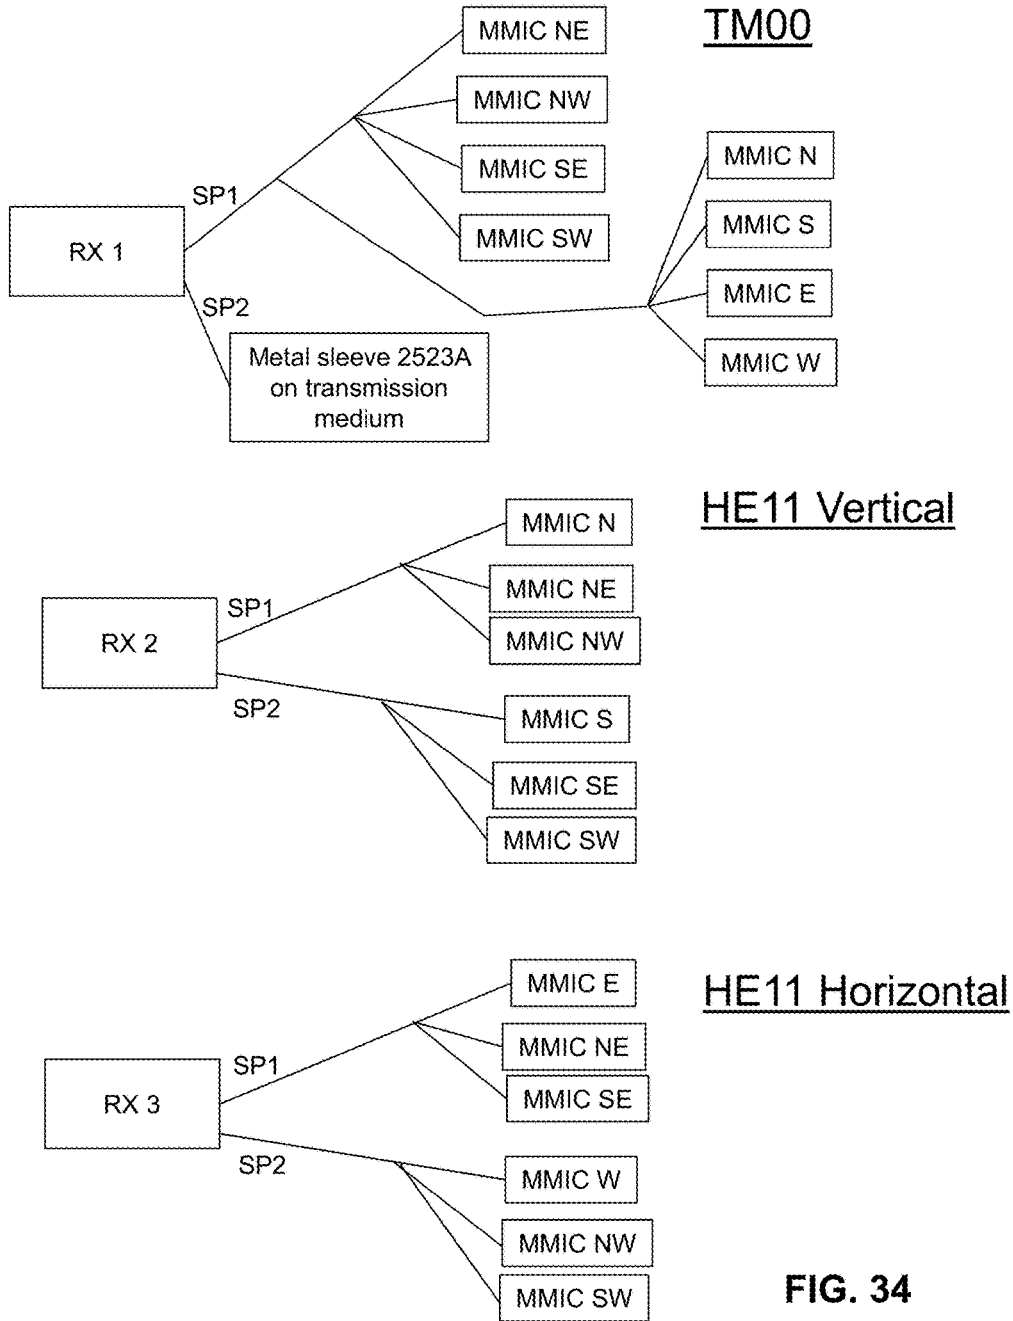 TM00
MMIC NE
MMIC NW
MMIC SE
MMIC SW
MMIC N
MMIC S
MMIC E
MMIC W
SP1
RX 1
SP2
Metal sleeve 2523A
on transmission
medium
HE11 Vertical
MMIC N
MMIC NE
MMIC NW
SP1
RX 2
SP2
MMIC S
MMIC SE
MMIC SW
HE11 Horizontal
MMIC E
MMIC NE
MMIC SE
SP1
RX 3
SP2
MMIC W
MMIC NW
MMIC SW
FIG. 34